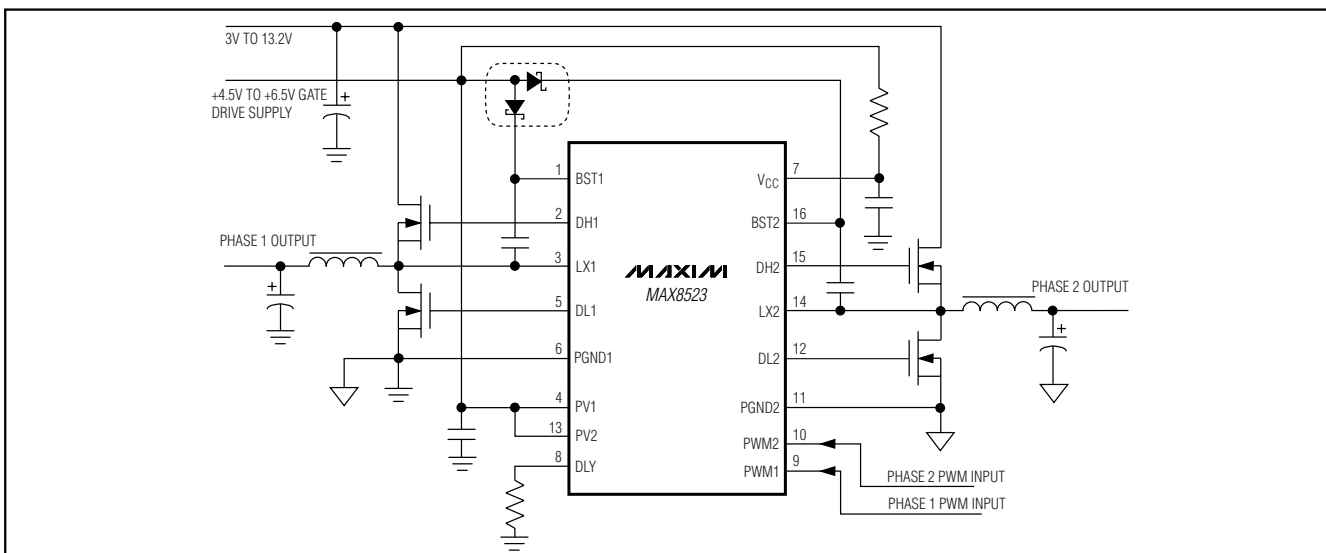 3V TO 13.2V
+4.5V TO +6.5V GATE
DRIVE SUPPLY
+
1 BST1
2 DH1
PHASE 1 OUTPUT
3 LX1
+
5 DL1
6 PGND1
4 PV1
13 PV2
8 DLY
MAXIM
MAX8523
VCC 7
BST2 16
DH2 15
LX2 14
PHASE 2 OUTPUT
+
DL2 12
PGND2 11
PWM2 10
PWM1 9
PHASE 2 PWM INPUT
PHASE 1 PWM INPUT